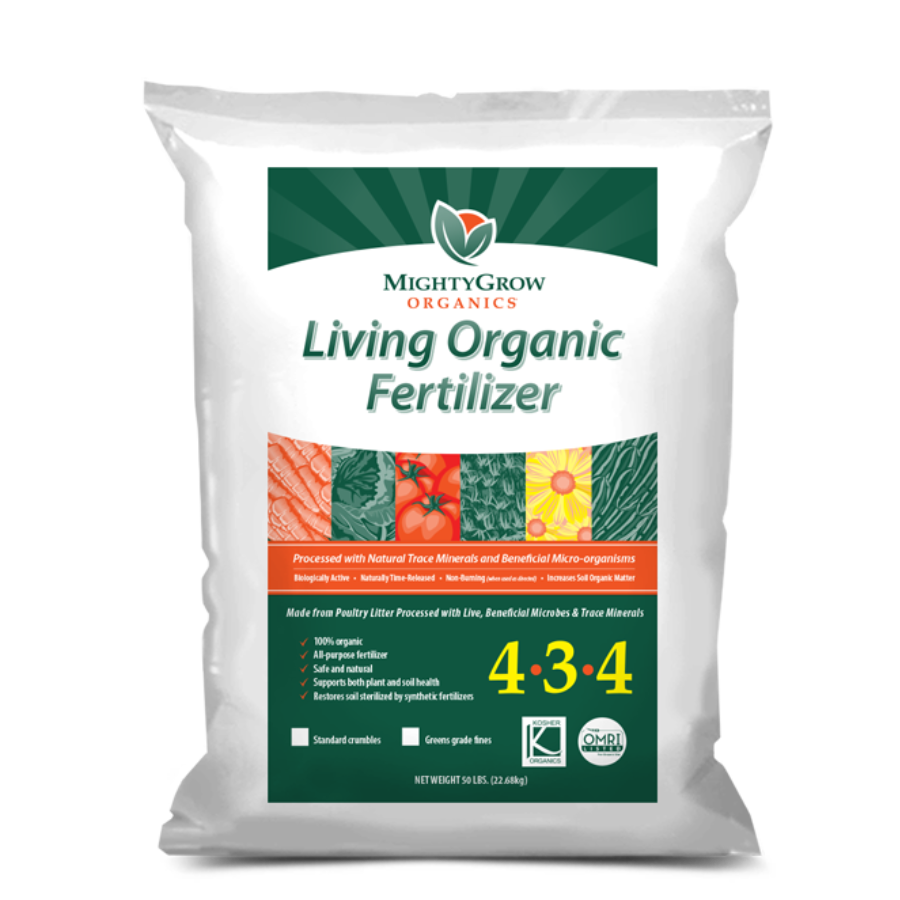 MIGHTYGROW
ORGANICS
Living Organic
Fertilizer
Processed with Natural Trace Minerals and Beneficial Micro-organisms
Biologically Active • Naturally Time-Released • Non-Burning (when used as directed) • Increases Soil Organic Matter
Made from Poultry Litter Processed with Live, Beneficial Microbes & Trace Minerals
100% organic
All-purpose fertilizer
Safe and natural
Supports both plant and soil health
Restores soil sterilized by synthetic fertilizers
4•3•4
Standard crumbles
Greens grade fines
KOSHER
K
ORGANICS
OMRI
LISTED
NET WEIGHT 50 LBS. (22.68kg)